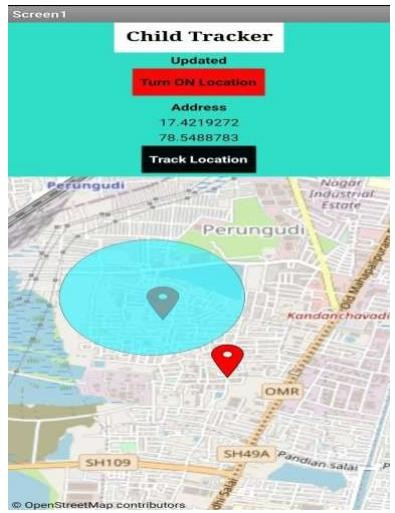 Screen1
Child Tracker
Updated
Turn ON Location
Address
17.4219272
78.5488783
Track Location
Perungudi
Nagar
Industrial
Estate
Perungudi
Old Mahabalipuram
Kandanchavadi
OMR
SH49A
Pandian salai
SH109
© OpenStreetMap contributors